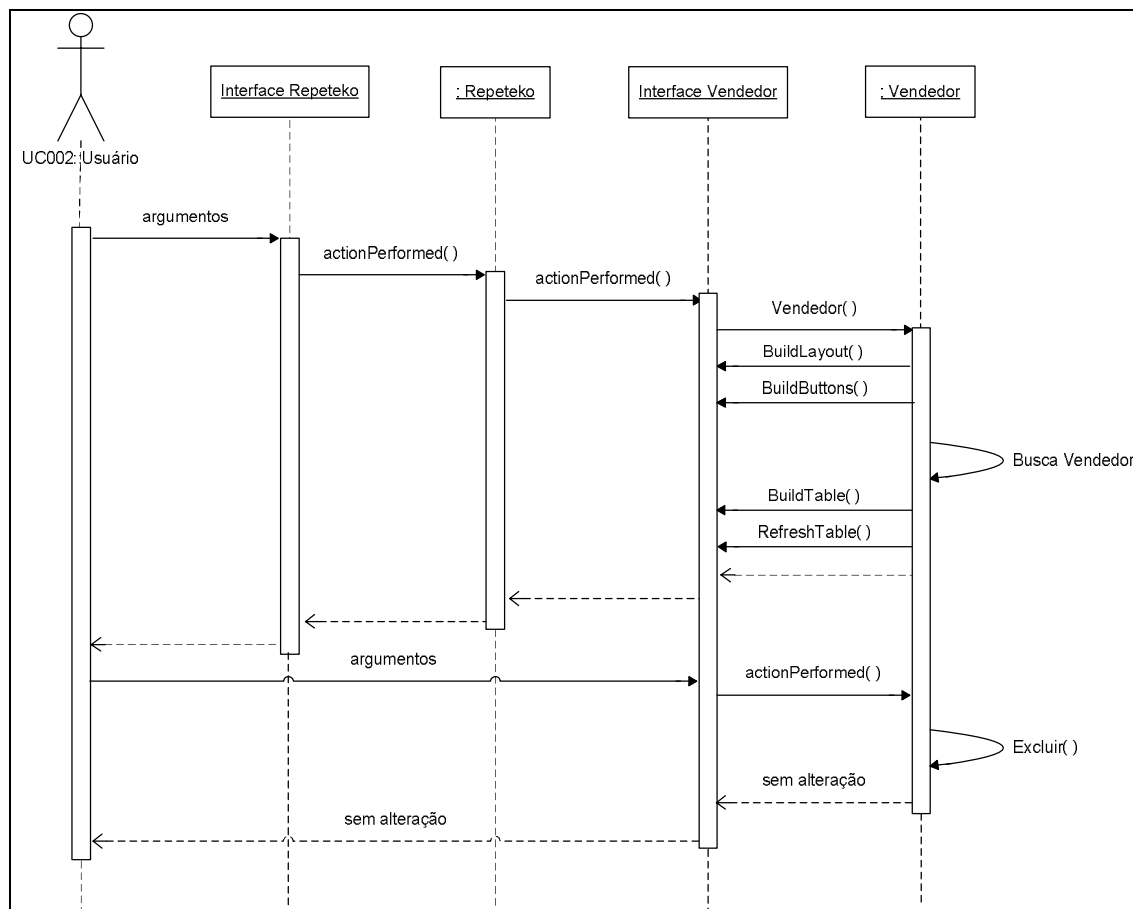 Interface Repeteko
: Repeteko
Interface Vendedor
: Vendedor
UC002: Usuário
argumentos
actionPerformed( )
actionPerformed( )
Vendedor( )
BuildLayout( )
BuildButtons( )
Busca Vendedor
BuildTable( )
RefreshTable( )
argumentos
actionPerformed( )
Excluir( )
sem alteração
sem alteração